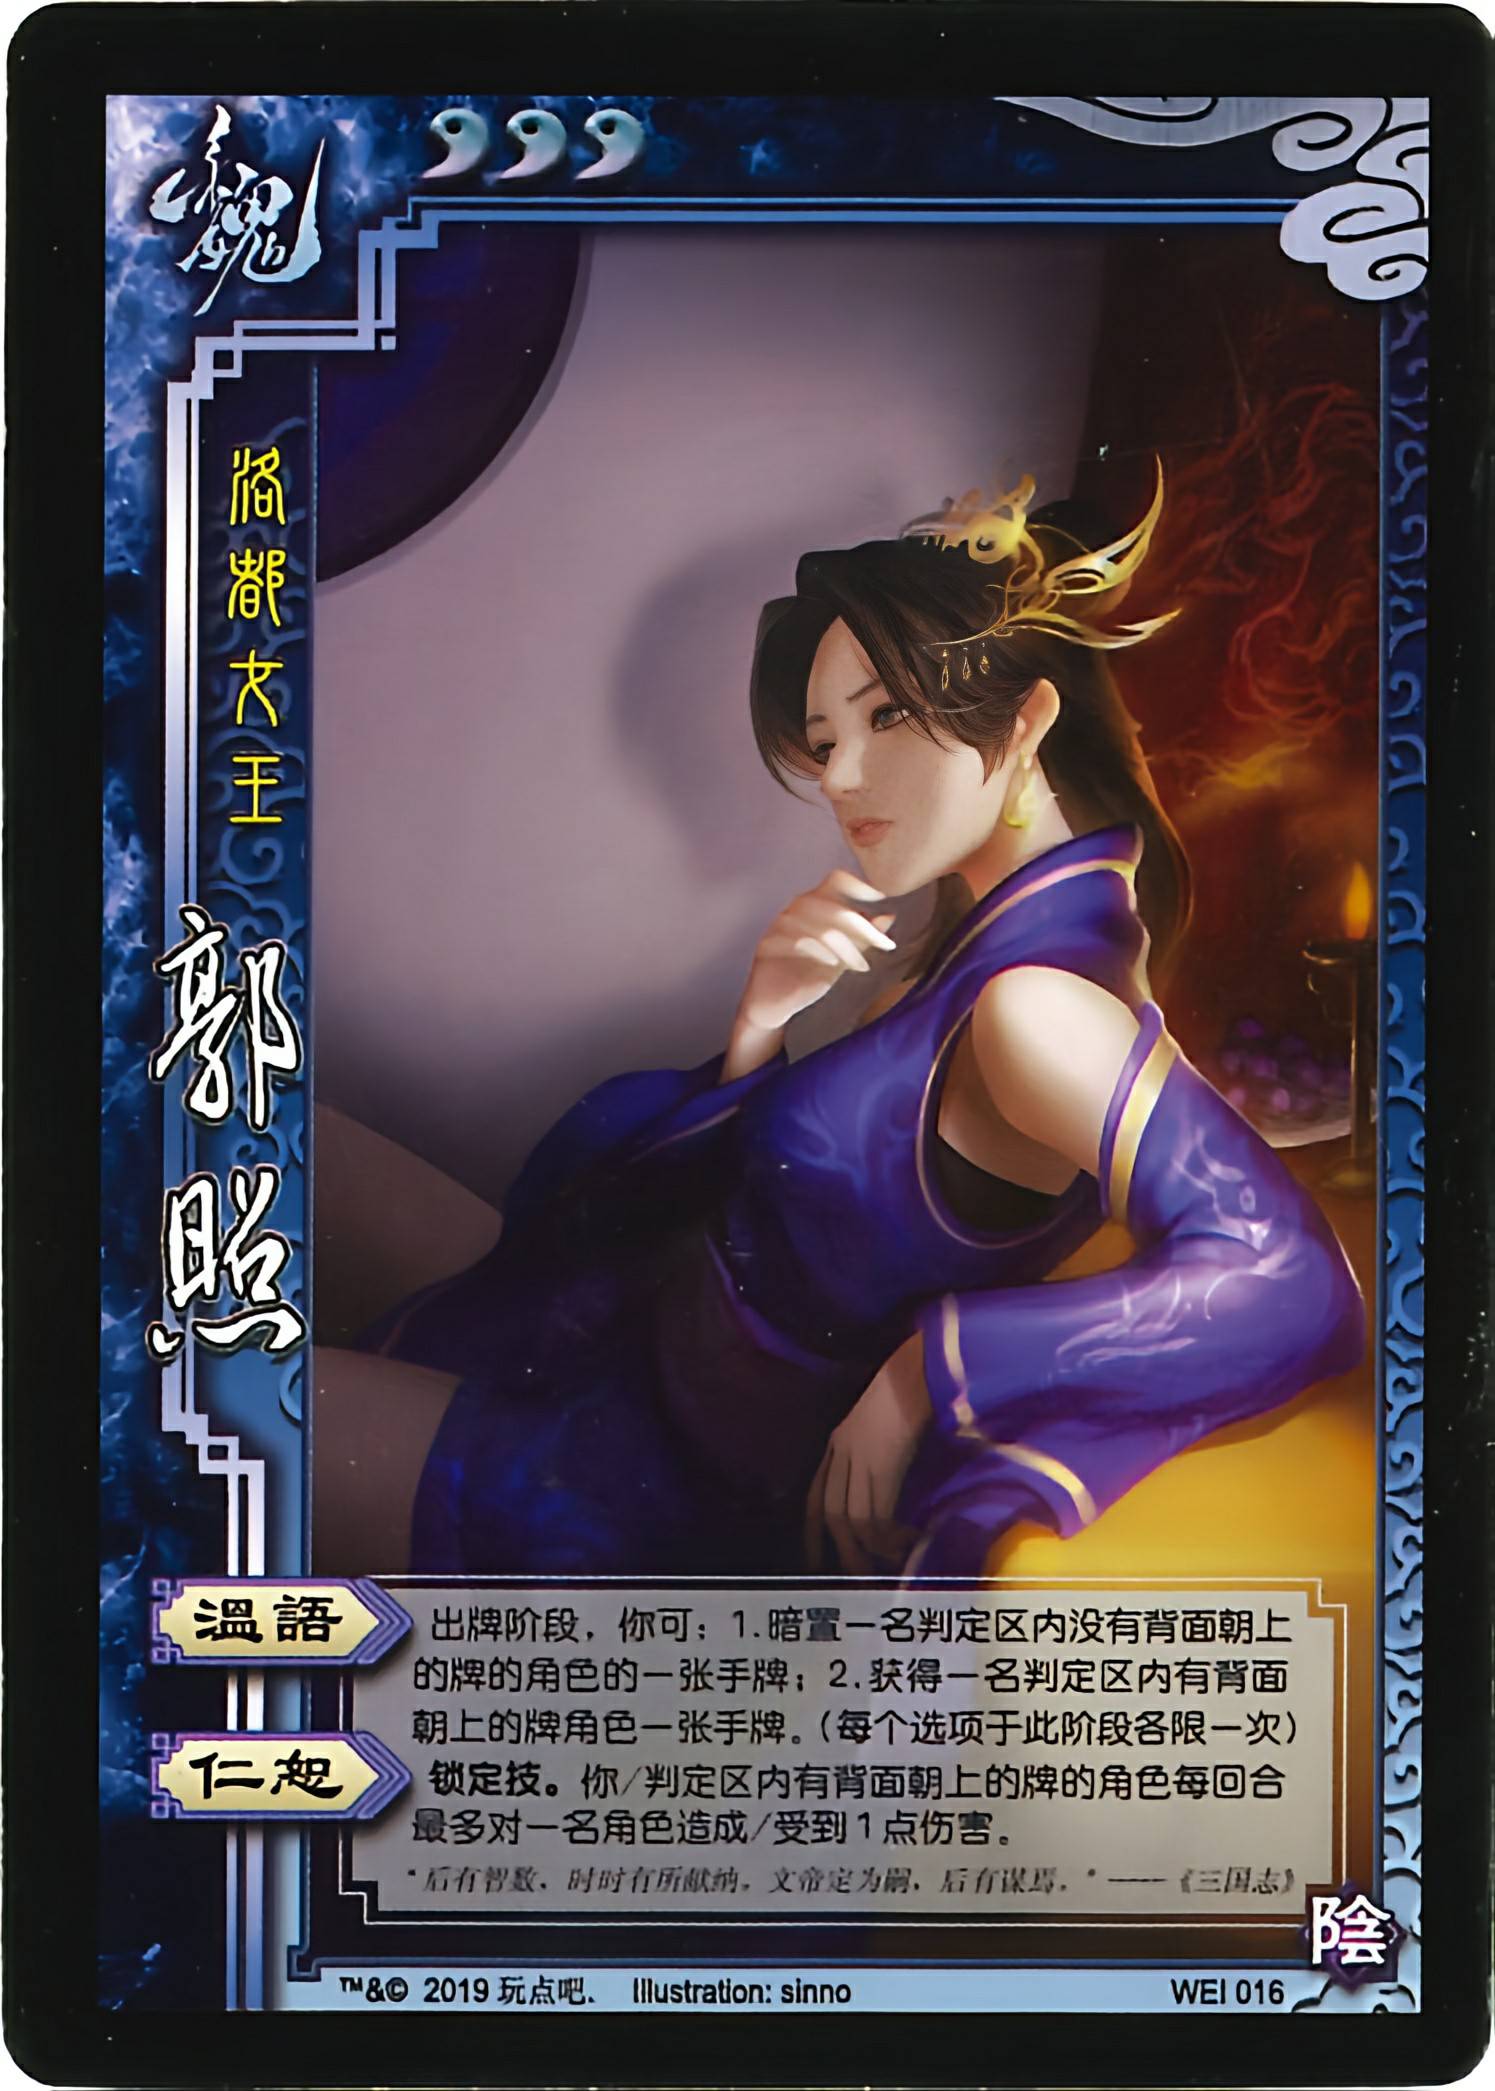 魏
洛都女王
郭照
溫語
出牌阶段，你可：1.暗置一名判定区内没有背面朝上
的牌的角色的一张手牌；2.获得一名判定区内有背面
朝上的牌角色一张手牌。（每个选项于此阶段各限一次）
仁恕
锁定技。你/判定区内有背面朝上的牌的角色每回合
最多对一名角色造成/受到1点伤害。
“后有智数，时时有所献纳。文帝定为嗣，后有谋焉。”——《三国志》
陰
™&© 2019 玩点吧. Illustration: sinno WEI 016